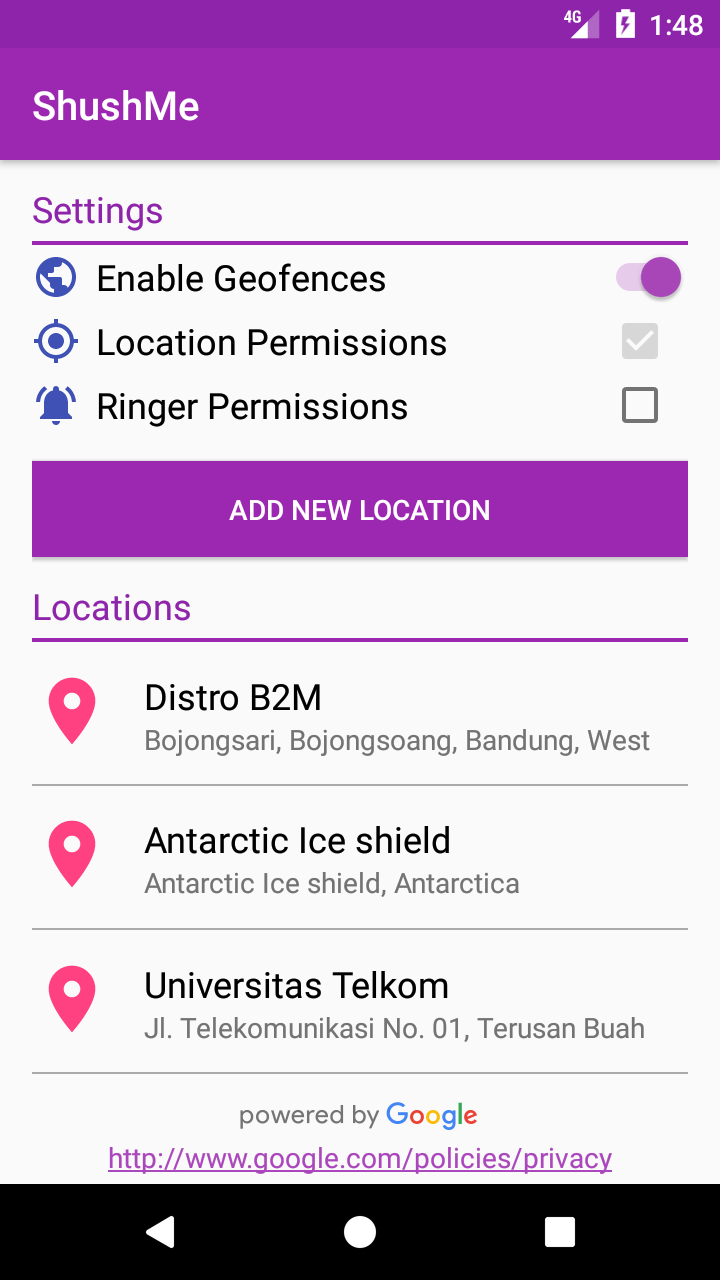 4G 1:48
ShushMe
Settings
Enable Geofences
Location Permissions
Ringer Permissions
ADD NEW LOCATION
Locations
Distro B2M
Bojongsari, Bojongsoang, Bandung, West
Antarctic Ice shield
Antarctic Ice shield, Antarctica
Universitas Telkom
Jl. Telekomunikasi No. 01, Terusan Buah
powered by Google
http://www.google.com/policies/privacy